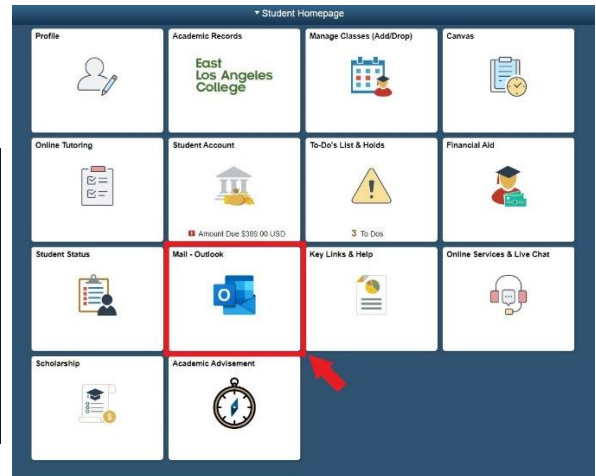 ▾ Student Homepage
Profile
Academic Records
Manage Classes (Add/Drop)
Canvas
East
Los Angeles
College
Online Tutoring
Student Account
To-Do's List & Holds
Financial Aid
Amount Due $389.00 USD
3 To Dos
Student Status
Mail - Outlook
Key Links & Help
Online Services & Live Chat
O
Scholarship
Academic Advisement